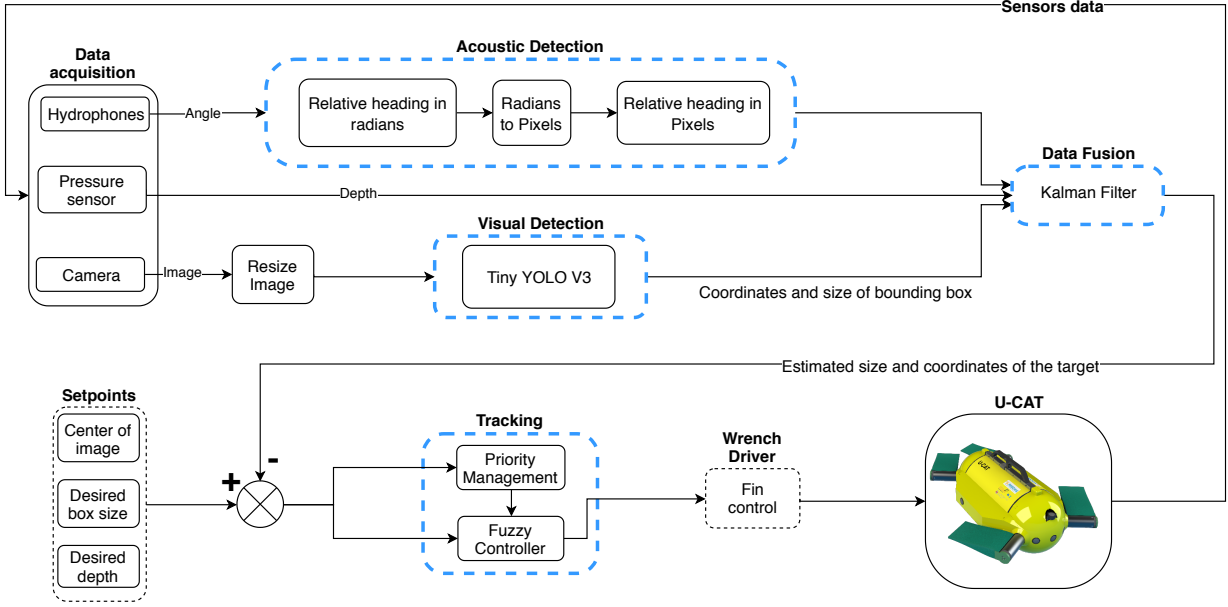 Sensors data
Data
acquisition
Hydrophones
Pressure
sensor
Camera
Angle
Acoustic Detection
Relative heading in
radians
Radians
to Pixels
Relative heading in
Pixels
Depth
Data Fusion
Kalman Filter
Image
Resize
Image
Visual Detection
Tiny YOLO V3
Coordinates and size of bounding box
Estimated size and coordinates of the target
Setpoints
Center of
image
Desired
box size
Desired
depth
+
-
Tracking
Priority
Management
Fuzzy
Controller
Wrench
Driver
Fin
control
U-CAT
U-CAT